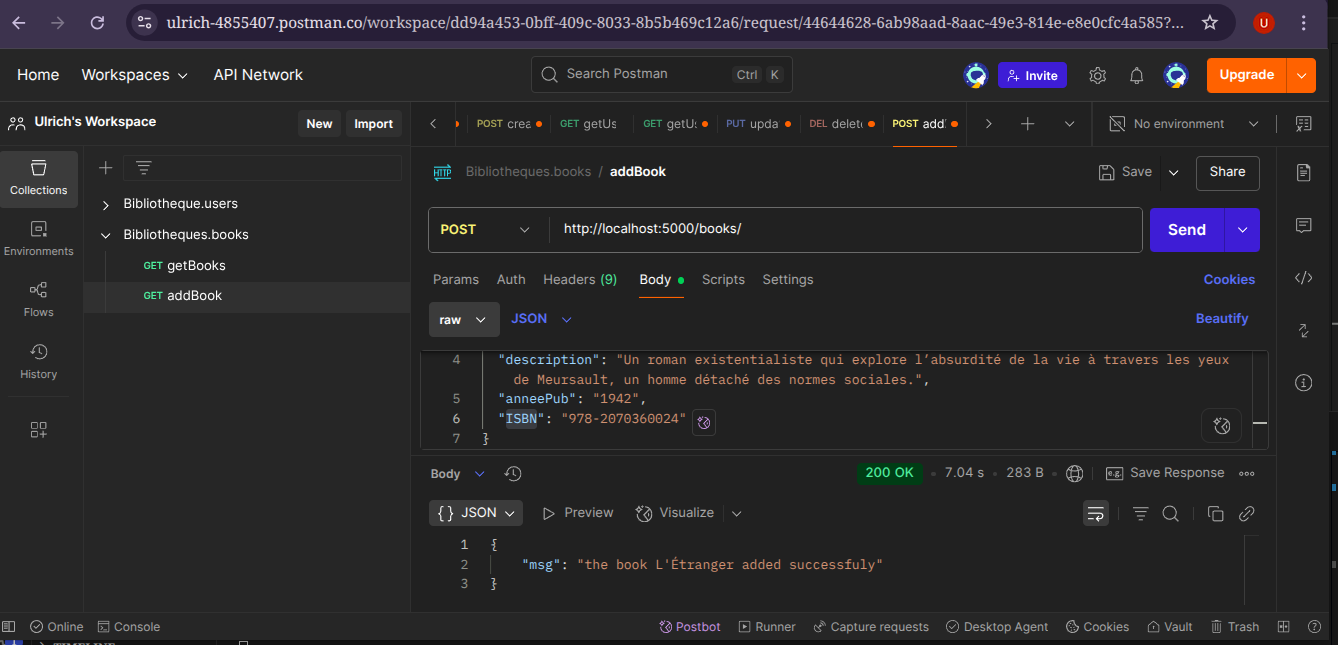 ulrich-4855407.postman.co/workspace/dd94a453-0bff-409c-8033-8b5b469c12a6/request/44644628-6ab98aad-8aac-49e3-814e-e8e0cfc4a585?...
U
Home Workspaces API Network Search Postman Ctrl K Invite Upgrade
Ulrich's Workspace New Import
POST crea GET getUs GET getU: PUT upda DEL delete POST add No environment
Collections
Environments
Flows
History
Bibliotheque.users
Bibliotheques.books
GET getBooks
GET addBook
HTTP Bibliotheques.books / addBook Save Share
POST http://localhost:5000/books/ Send
Params Auth Headers (9) Body Scripts Settings Cookies
raw JSON Beautify
4 "description": "Un roman existentialiste qui explore l’absurdité de la vie à travers les yeux
de Meursault, un homme détaché des normes sociales.",
5 "anneePub": "1942",
6 "ISBN": "978-2070360024"
7 }
Body 200 OK 7.04 s 283 B e.g. Save Response
{} JSON Preview Visualize
1 {
2 "msg": "the book L'Étranger added successfuly"
3 }
Online Console Postbot Runner Capture requests Desktop Agent Cookies Vault Trash
TIMELINE